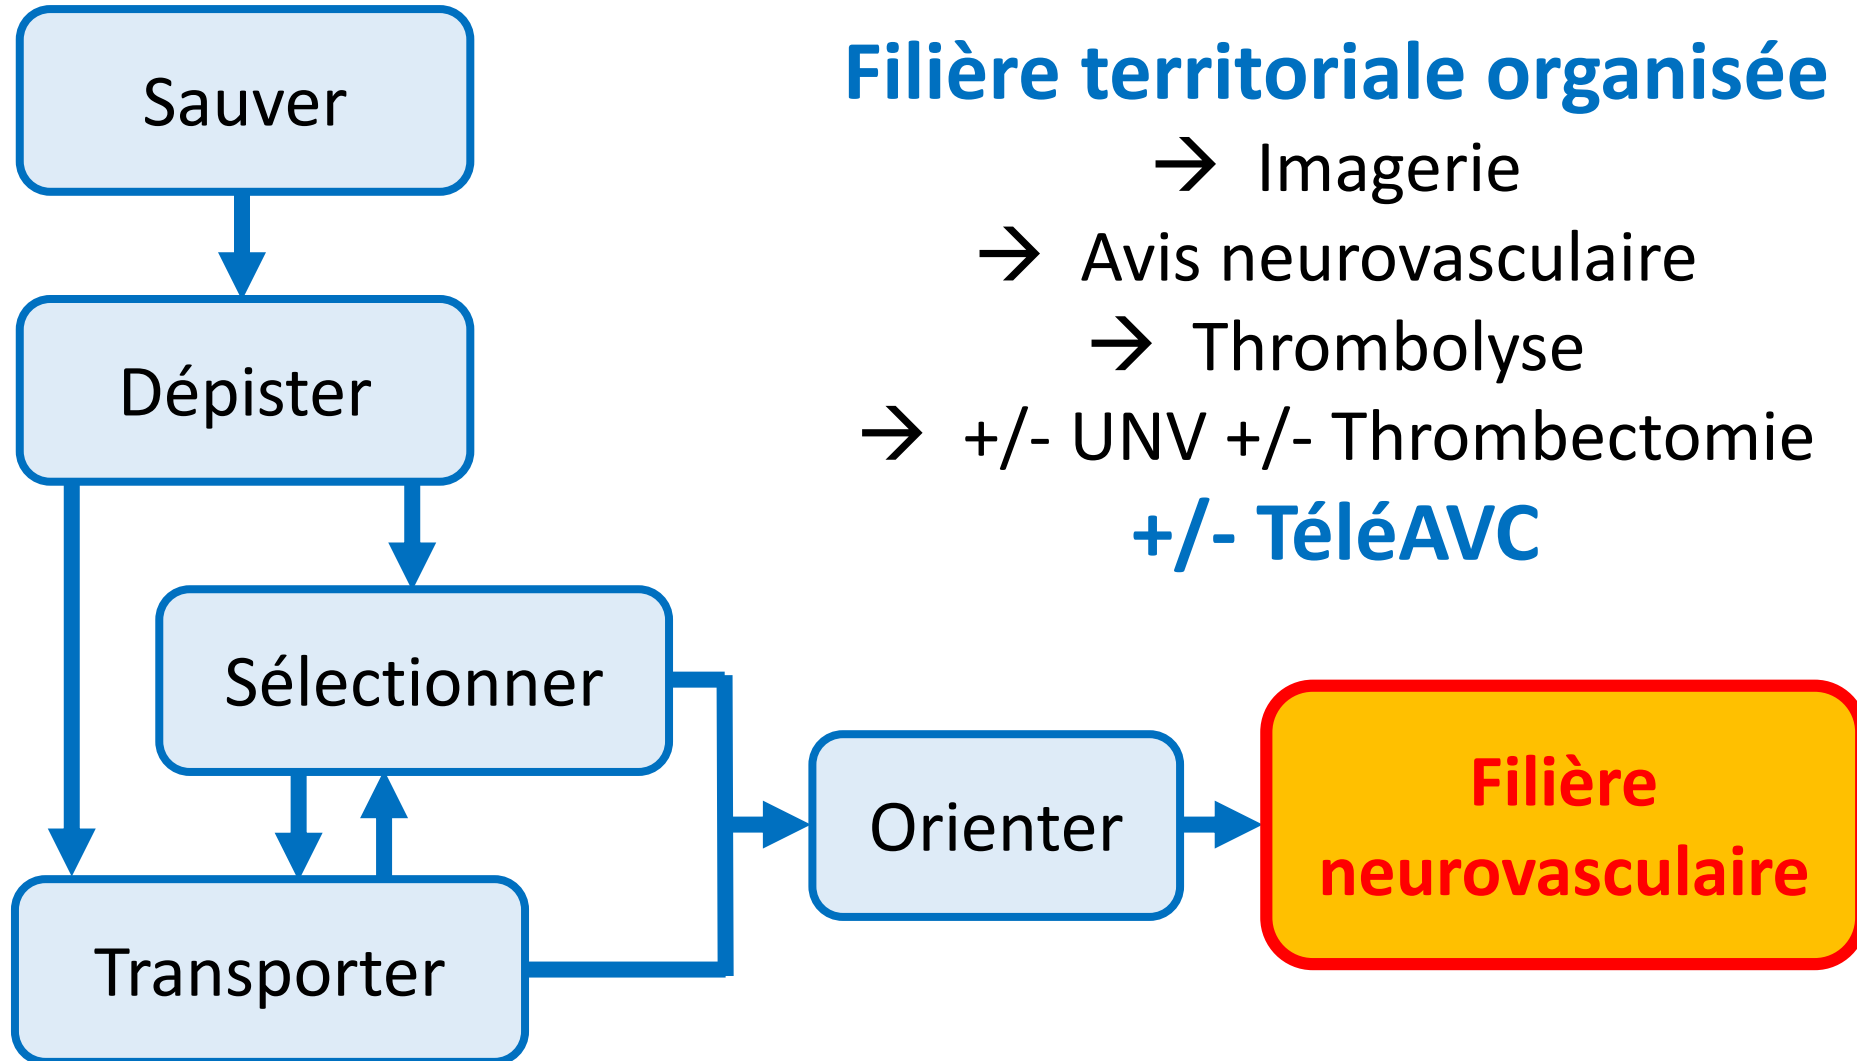 Sauver
Filière territoriale organisée
→ Imagerie
→ Avis neurovasculaire
→ Thrombolyse
→ +/- UNV +/- Thrombectomie
+/- TéléAVC
Dépister
Sélectionner
Transporter
Orienter
Filière
neurovasculaire